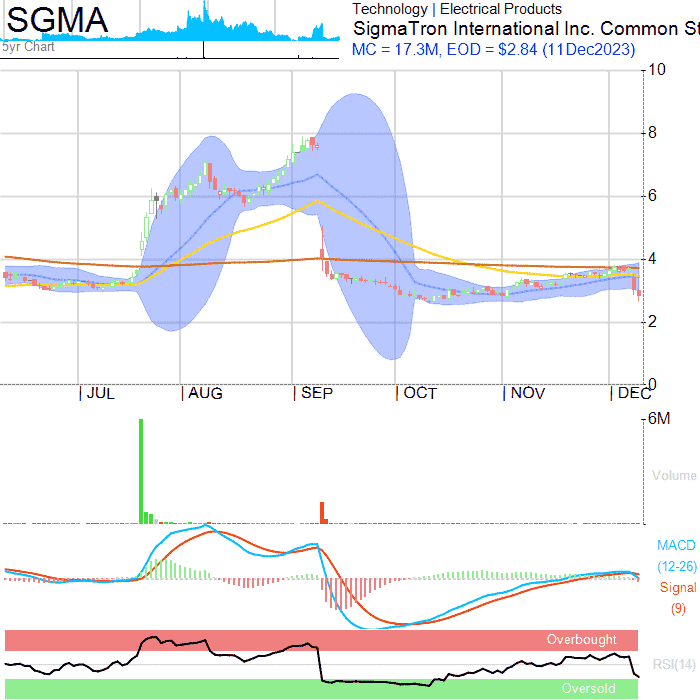 SGMA
5yr Chart
Technology | Electrical Products
SigmaTron International Inc. Common St
MC = 17.3M, EOD = $2.84 (11Dec2023)
10
8
6
4
2
0
| JUL
| AUG
| SEP
| OCT
| NOV
| DEC
6M
Volume
MACD
(12-26)
Signal
(9)
Overbought
RSI(14)
Oversold